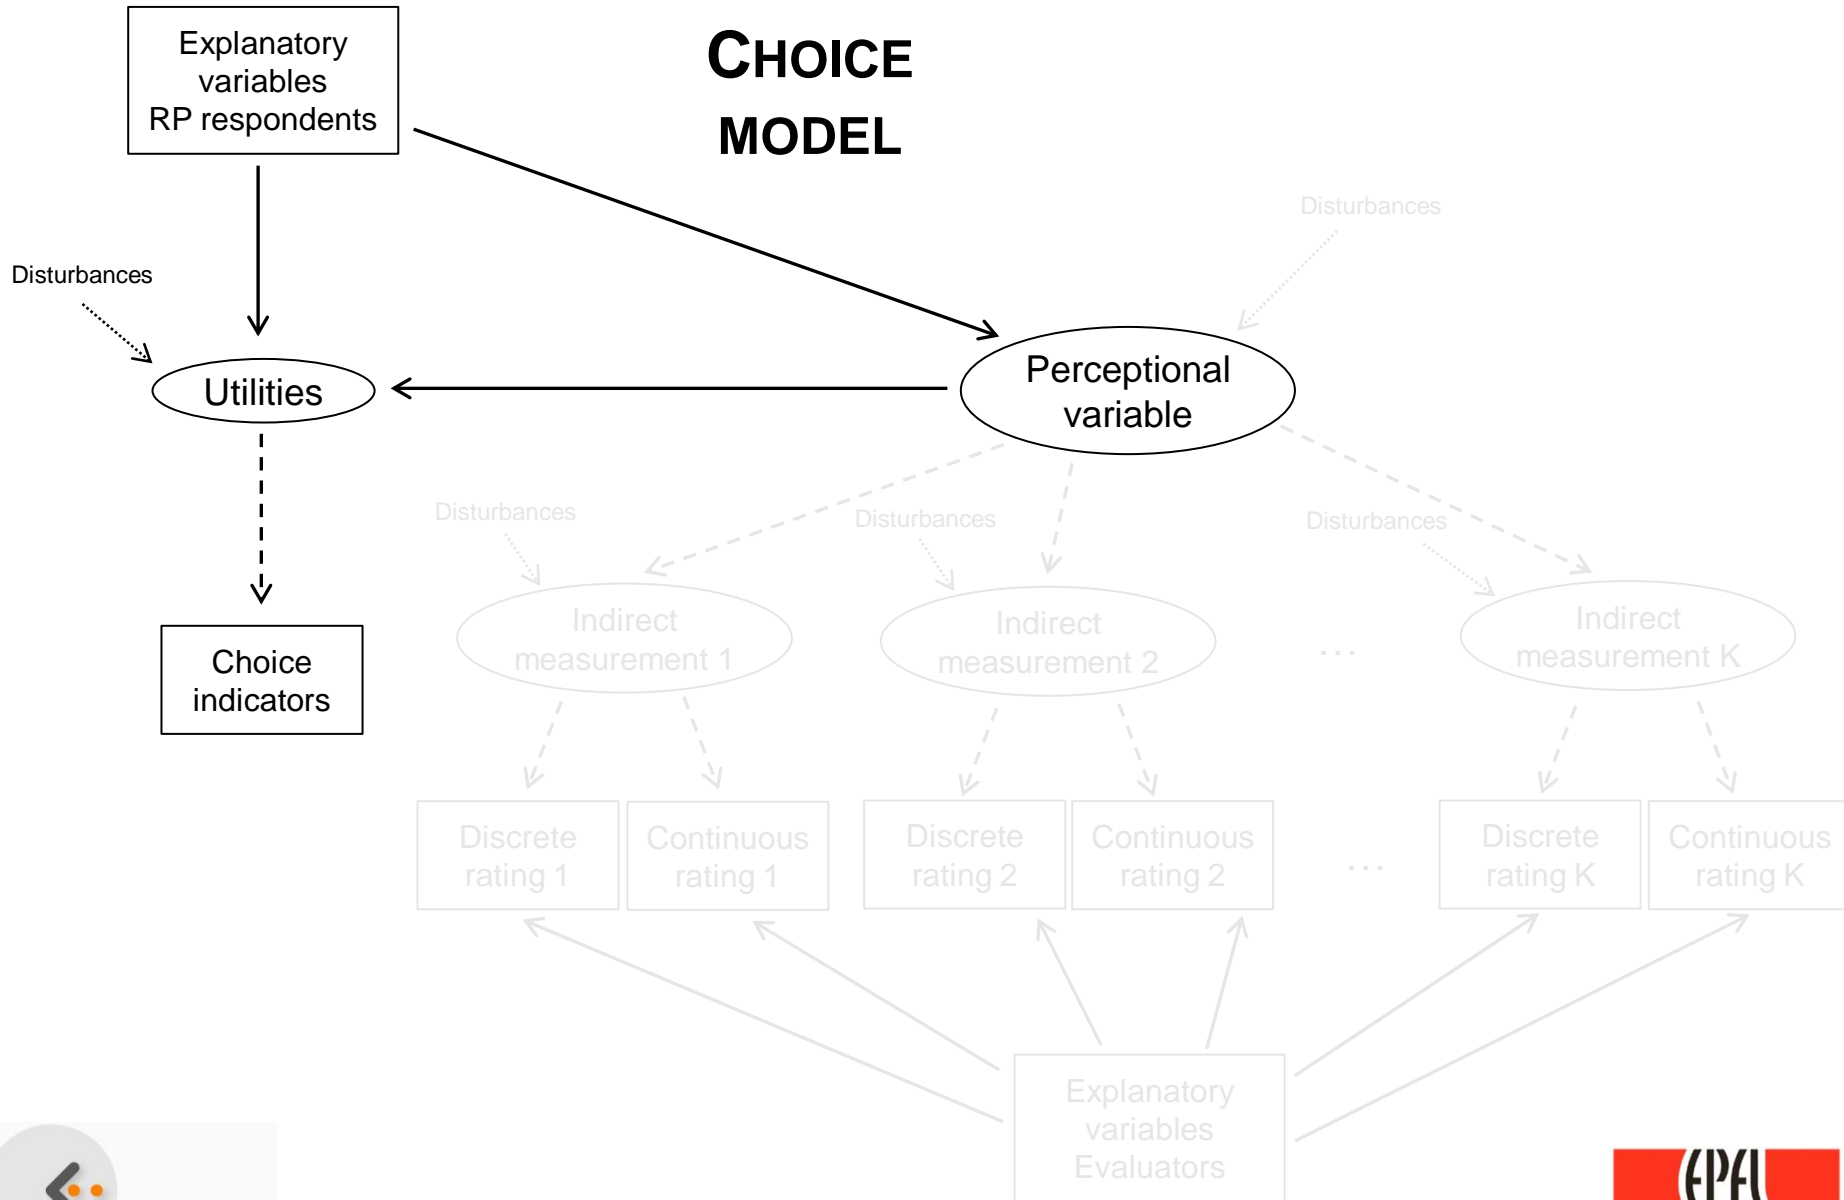 Explanatory
variables
RP respondents
CHOICE
MODEL
Disturbances
Disturbances
Utilities
Perceptional
variable
Disturbances
Disturbances
Disturbances
Choice
indicators
Indirect
measurement 1
Indirect
measurement 2
...
Indirect
measurement K
Discrete
rating 1
Continuous
rating 1
Discrete
rating 2
Continuous
rating 2
...
Discrete
rating K
Continuous
rating K
Explanatory
variables
Evaluators
EPFL